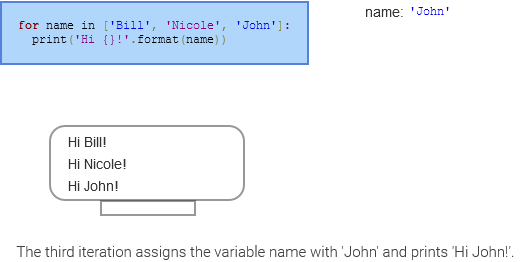 for name in ['Bill', 'Nicole', 'John']:
  print('Hi {}!'.format(name))
name: 'John'
Hi Bill!
Hi Nicole!
Hi John!
The third iteration assigns the variable name with 'John' and prints 'Hi John!'.